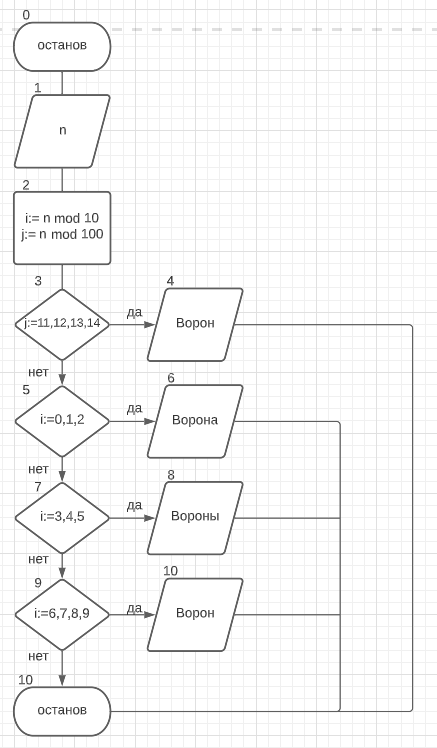 0
останов
1
n
2
i:= n mod 10
j:= n mod 100
3
j:=11,12,13,14
да
4
Ворон
нет
5
i:=0,1,2
да
6
Ворона
нет
7
i:=3,4,5
да
8
Вороны
нет
9
i:=6,7,8,9
да
10
Ворон
нет
10
останов